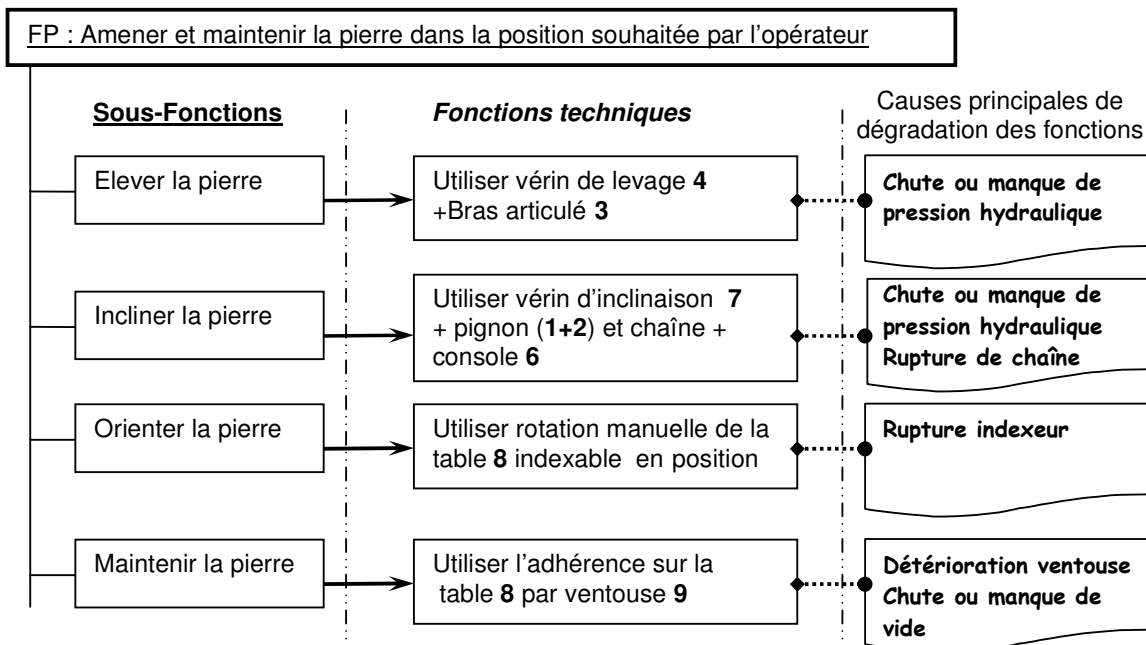 FP : Amener et maintenir la pierre dans la position souhaitée par l’opérateur
Sous-Fonctions
Fonctions techniques
Causes principales de
dégradation des fonctions
Elever la pierre
Utiliser vérin de levage 4
+Bras articulé 3
Chute ou manque de
pression hydraulique
Incliner la pierre
Utiliser vérin d’inclinaison 7
+ pignon (1+2) et chaîne +
console 6
Chute ou manque de
pression hydraulique
Rupture de chaîne
Orienter la pierre
Utiliser rotation manuelle de la
table 8 indexable en position
Rupture indexeur
Maintenir la pierre
Utiliser l’adhérence sur la
table 8 par ventouse 9
Détérioration ventouse
Chute ou manque de
vide